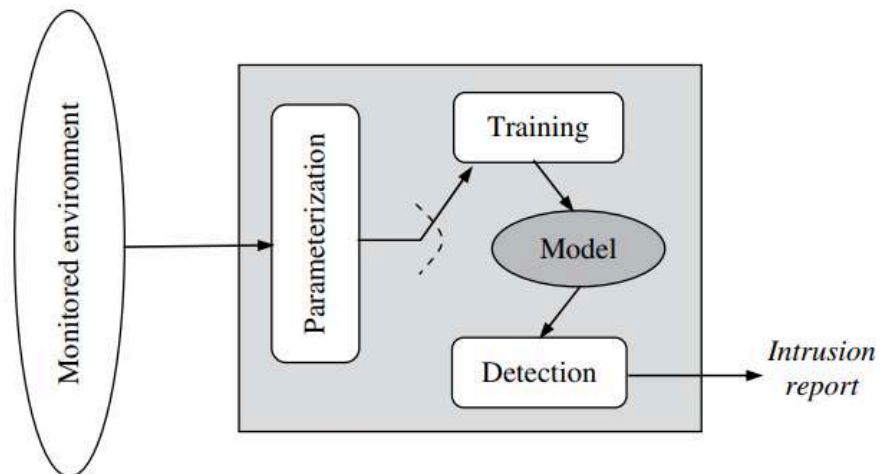 Monitored environment
Parameterization
Training
Model
Detection
Intrusion
report